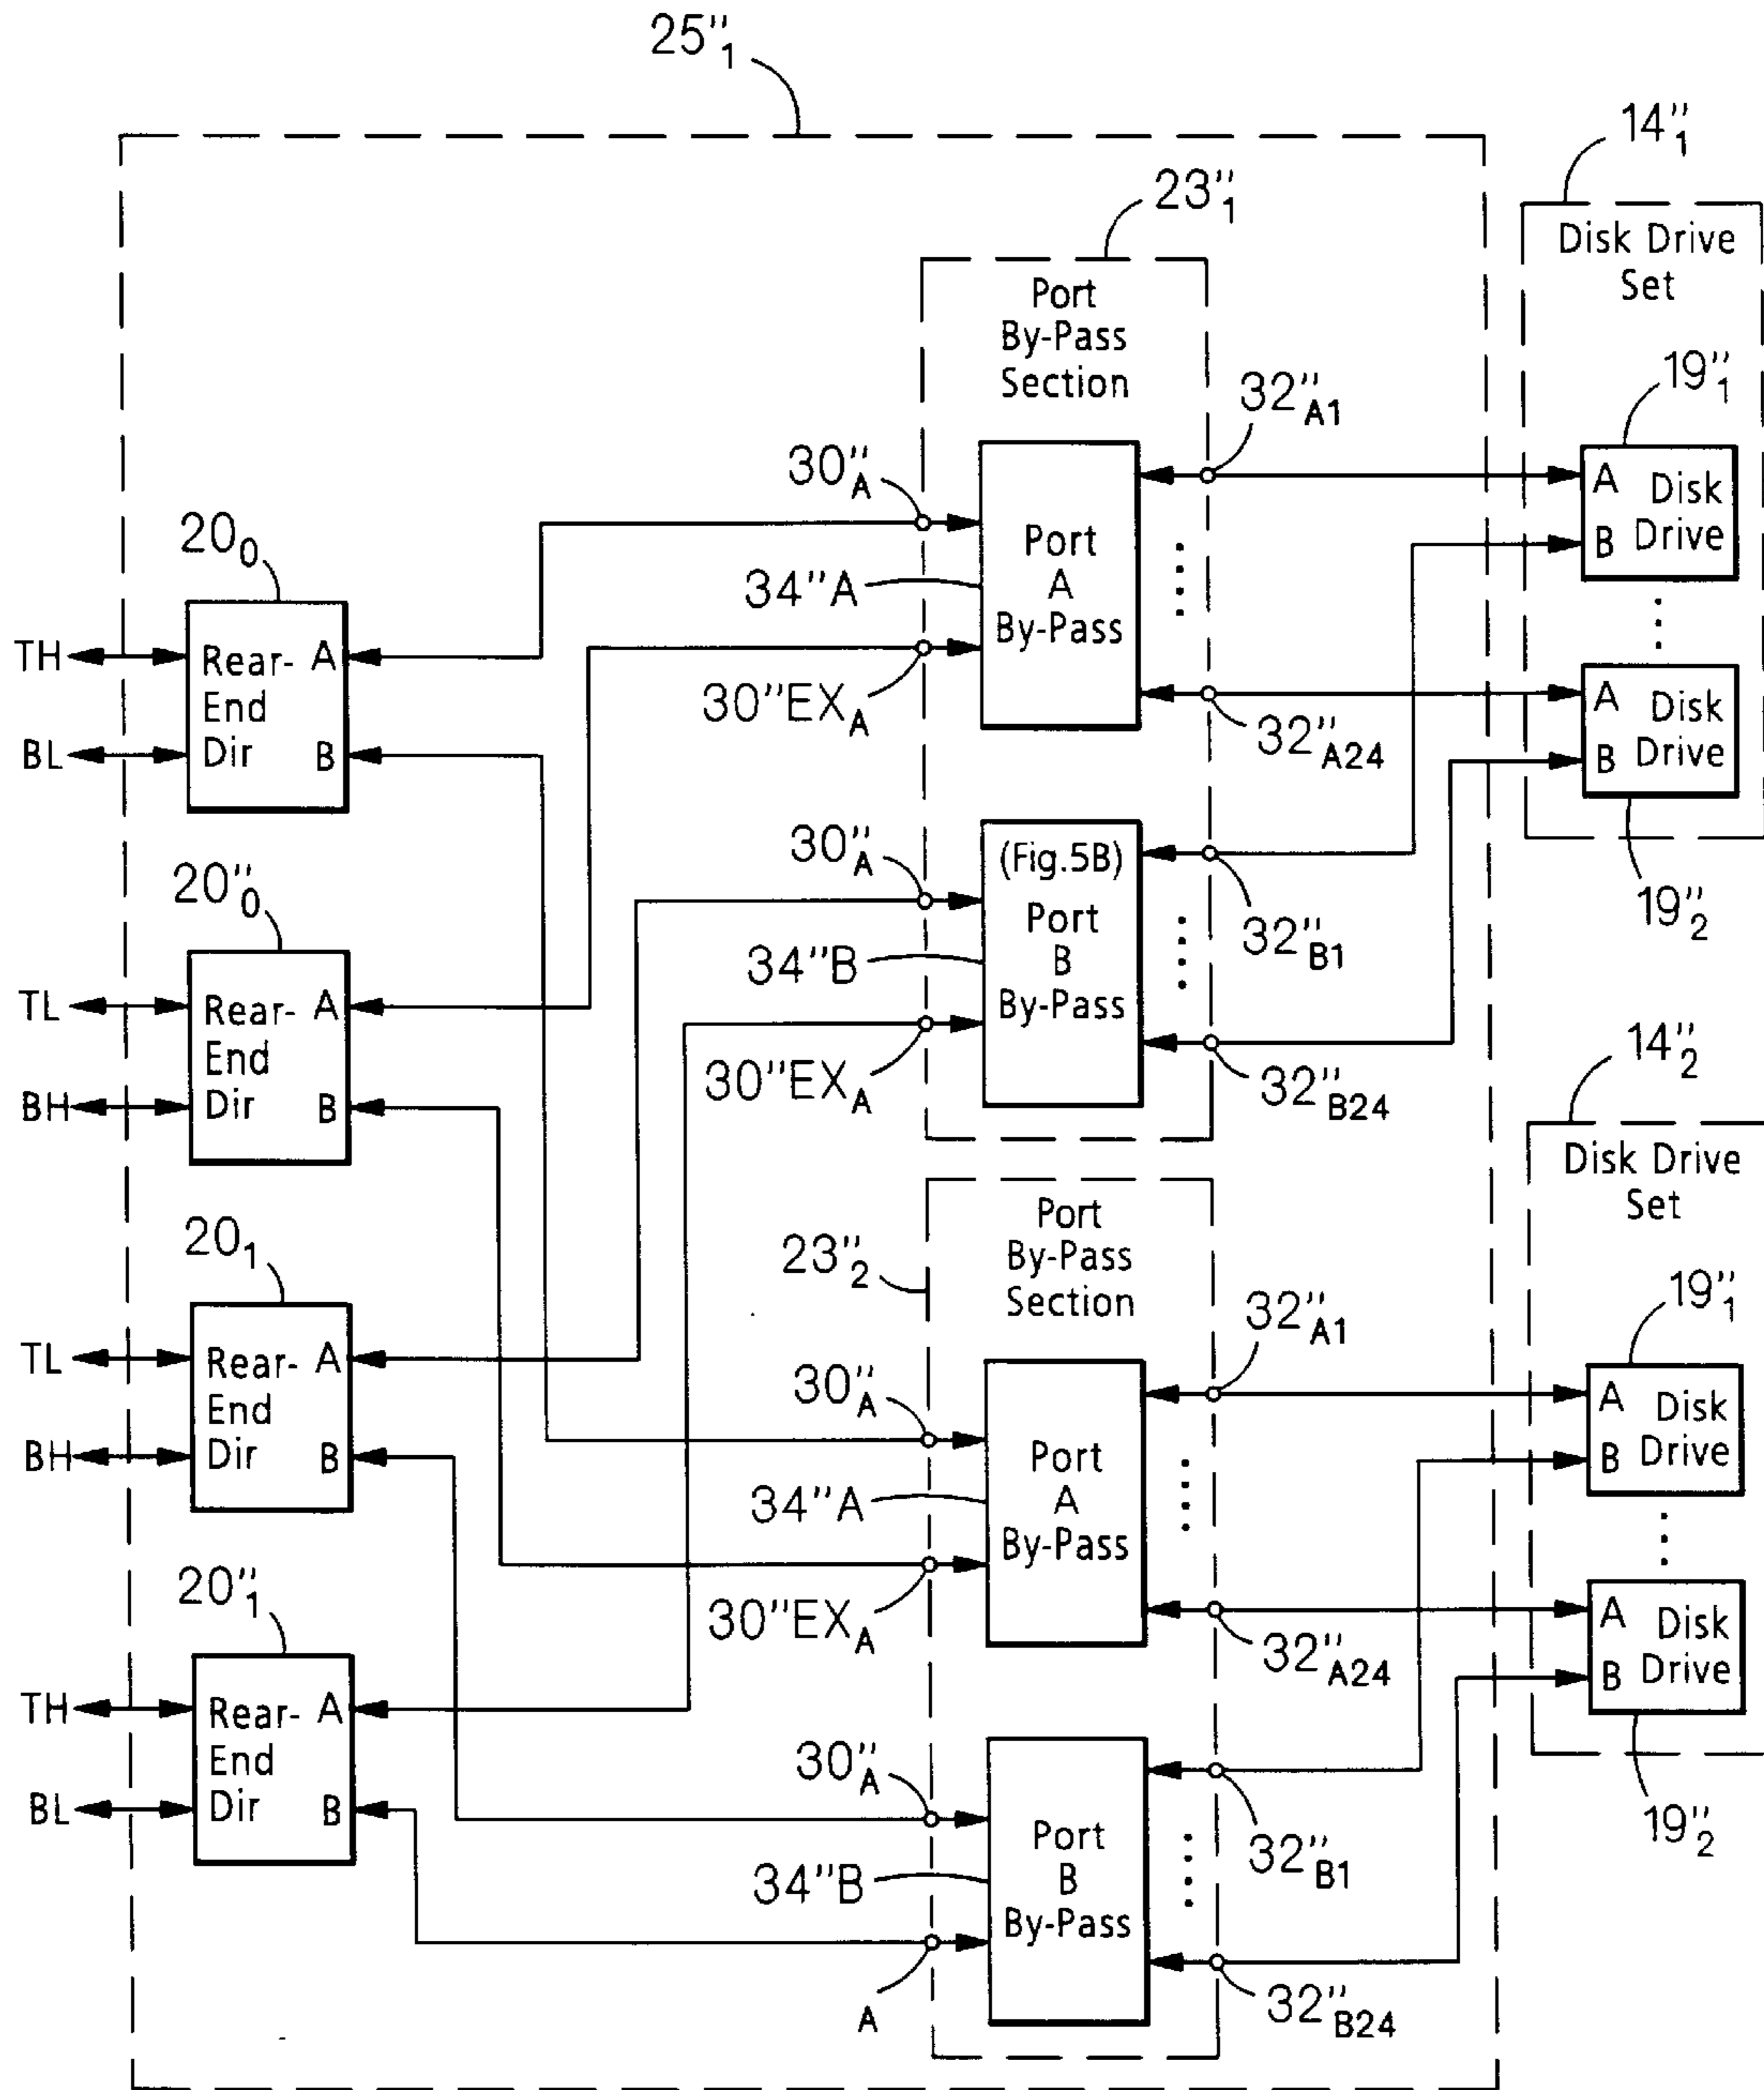 25"₁
14"₁
Disk Drive
Set
23"₁
Port
By-Pass
Section
32"A1
19"₁
A Disk
B Drive
30"A
34"A
30"EXA
Port
A
By-Pass
32"A24
A Disk
B Drive
19"₂
20₀
TH
BL
Rear-
End
Dir
A
B
30"A
34"B
30"EXA
(Fig.5B)
Port
B
By-Pass
32"B1
32"B24
20"₀
TL
BH
Rear-
End
Dir
A
B
14"₂
Disk Drive
Set
23"₂
Port
By-Pass
Section
32"A1
19"₁
A Disk
B Drive
20₁
TL
BH
Rear-
End
Dir
A
B
30"A
34"A
30"EXA
Port
A
By-Pass
32"A24
A Disk
B Drive
19"₂
20"₁
TH
BL
Rear-
End
Dir
A
B
30"A
34"B
A
Port
B
By-Pass
32"B1
32"B24